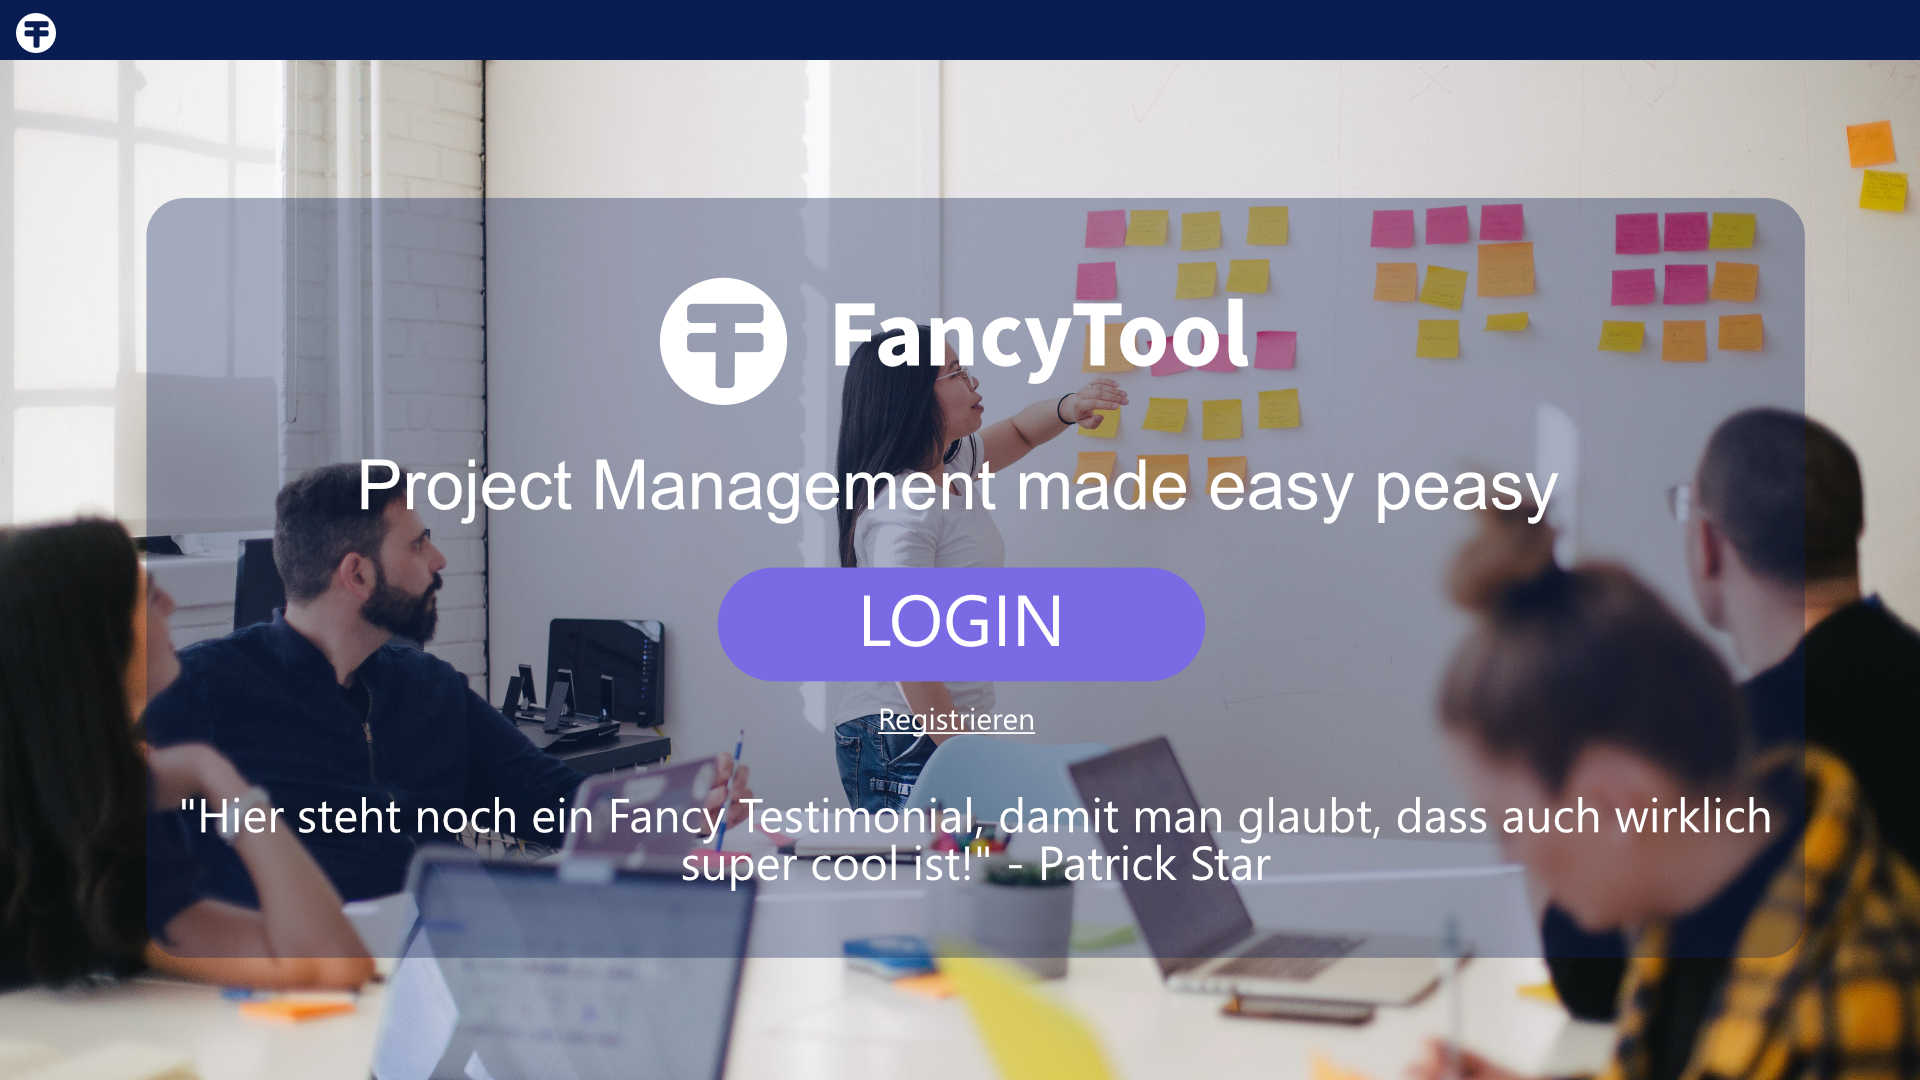 FancyTool
Project Management made easy peasy
LOGIN
Registrieren
"Hier steht noch ein Fancy Testimonial, damit man glaubt, dass auch wirklich
super cool ist!" - Patrick Star